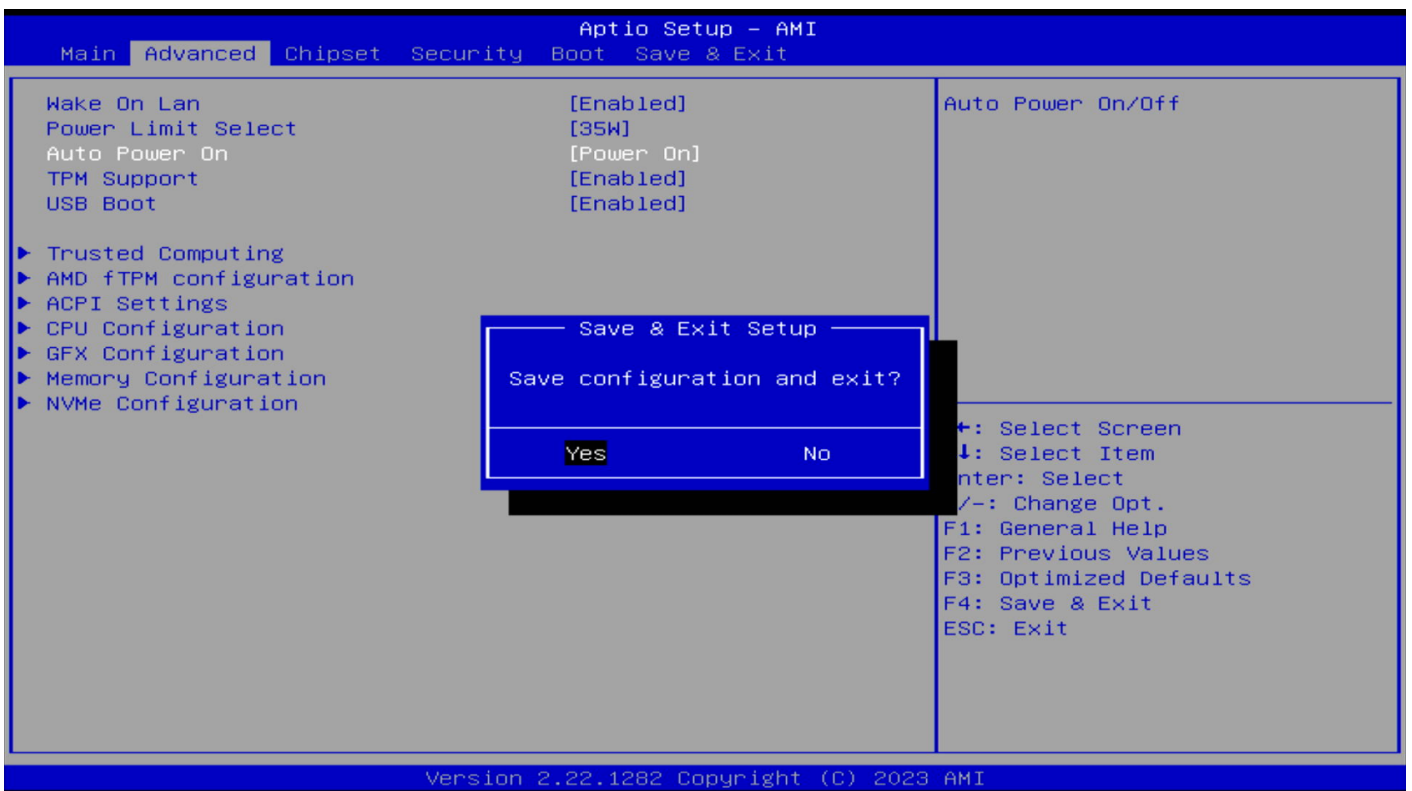 Aptio Setup – AMI
Main Advanced Chipset Security Boot Save & Exit
Wake On Lan [Enabled]
Power Limit Select [35W]
Auto Power On [Power On]
TPM Support [Enabled]
USB Boot [Enabled]
Trusted Computing
AMD fTPM configuration
ACPI Settings
CPU Configuration
GFX Configuration
Memory Configuration
NVMe Configuration
Save & Exit Setup
Save configuration and exit?
Yes No
Auto Power On/Off
←: Select Screen
↓: Select Item
nter: Select
/-: Change Opt.
F1: General Help
F2: Previous Values
F3: Optimized Defaults
F4: Save & Exit
ESC: Exit
Version 2.22.1282 Copyright (C) 2023 AMI